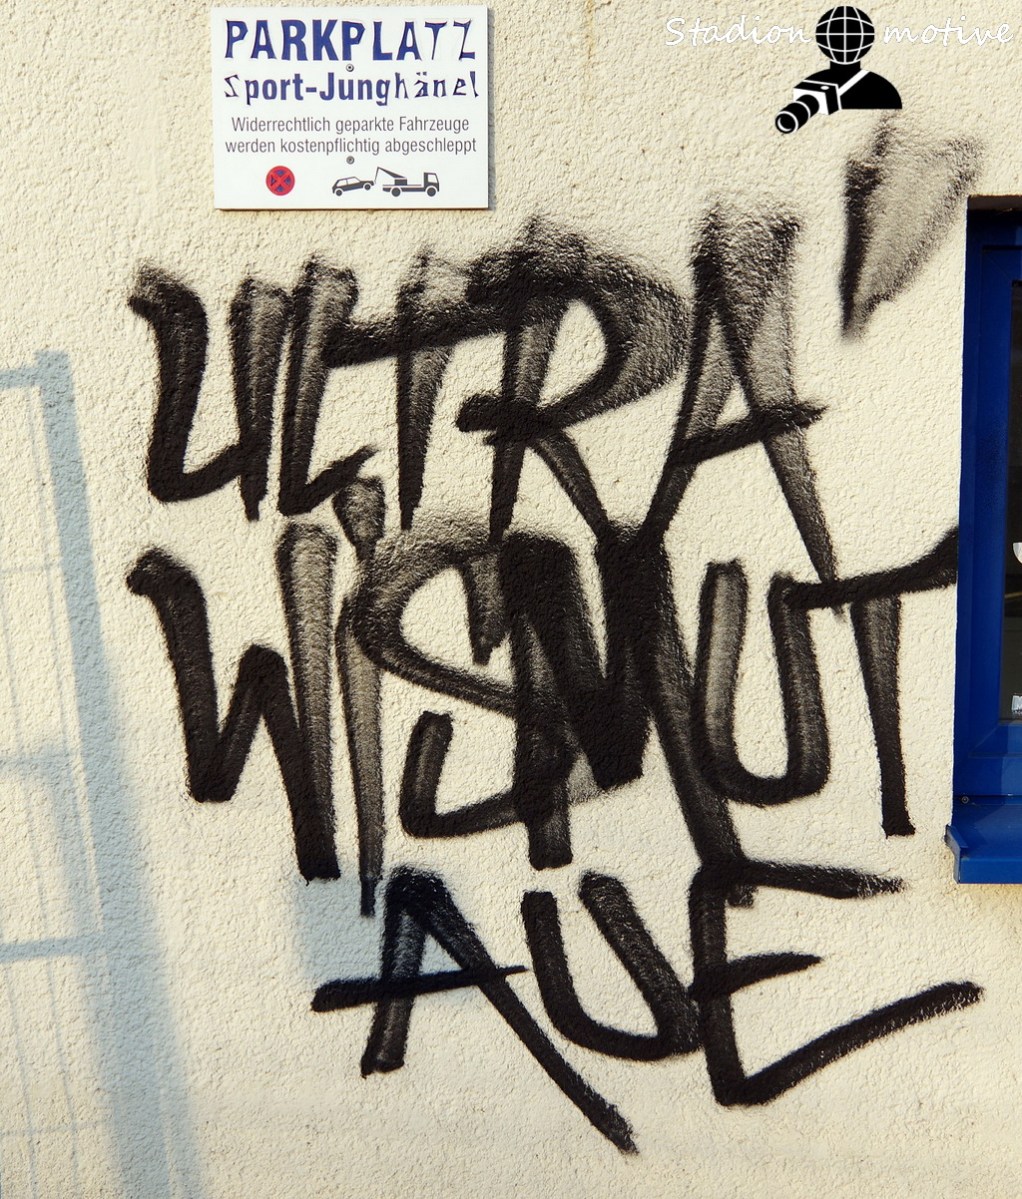 Stadion motive
PARKPLATZ
Sport-Junghänel
Widerrechtlich geparkte Fahrzeuge
werden kostenpflichtig abgeschleppt
ULTRA'
WiSMUT
AUE